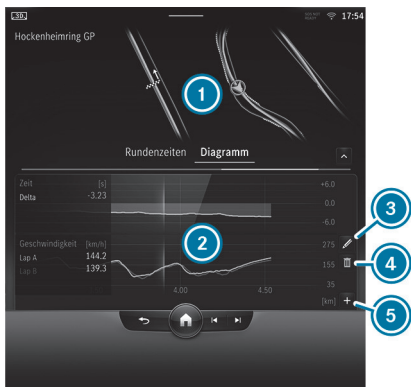 3D
17:54
Hockenheimring GP
1
Rundenzeiten Diagramm
Zeit [s]
Delta -3.23
+6.0
0.0
-6.0
2
3
Geschwindigkeit [km/h]
Lap A 144.2
Lap B 139.3
275
155
35
4
4.00 4.50 [km]
5